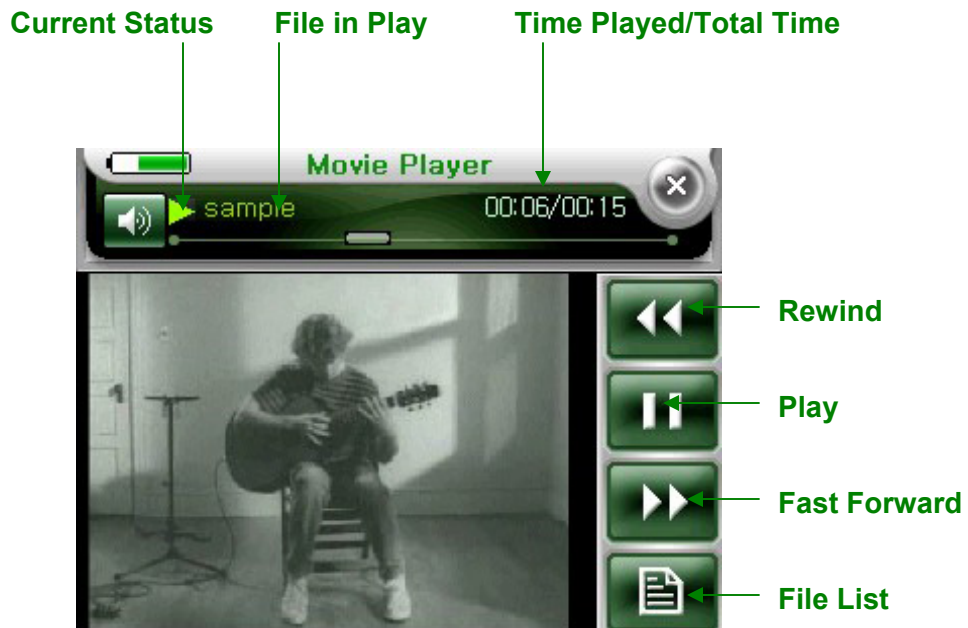 Current Status File in Play Time Played/Total Time
Movie Player
sample 00:06/00:15
Rewind
Play
Fast Forward
File List